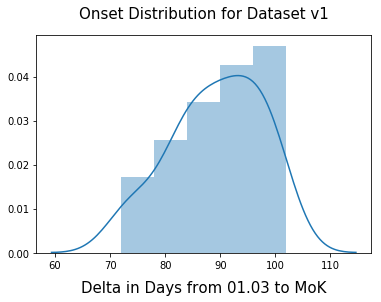 Onset Distribution for Dataset v1
0.04
0.03
0.02
0.01
0.00
60 70 80 90 100 110
Delta in Days from 01.03 to MoK